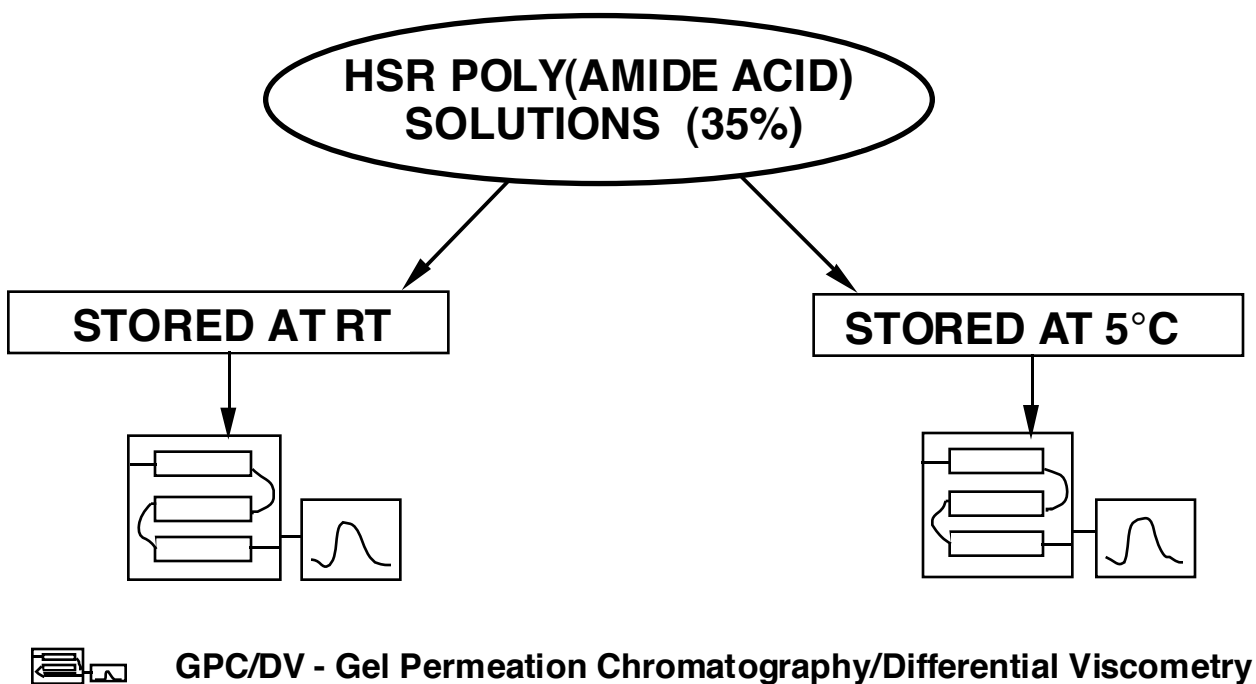 HSR POLY(AMIDE ACID)
SOLUTIONS (35%)
STORED AT RT
STORED AT 5°C
GPC/DV - Gel Permeation Chromatography/Differential Viscometry